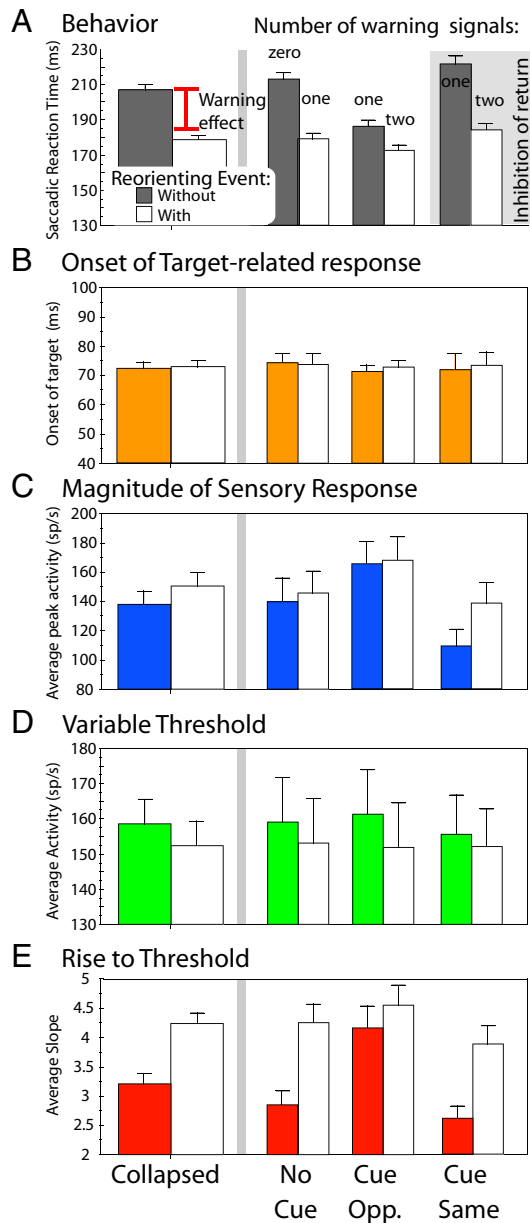 A Behavior
Number of warning signals:
Saccadic Reaction Time (ms)
230
210
190
170
150
130
Warning
effect
zero
one
one
two
one
two
Inhibition of return
Reorienting Event:
Without
With
B Onset of Target-related response
Onset of target (ms)
100
90
80
70
60
50
40
C Magnitude of Sensory Response
Average peak activity (sp/s)
200
180
160
140
120
100
80
D Variable Threshold
Average Activity (sp/s)
180
170
160
150
140
130
E Rise to Threshold
Average Slope
5
4.5
4
3.5
3
2.5
2
Collapsed
No
Cue
Cue
Opp.
Cue
Same